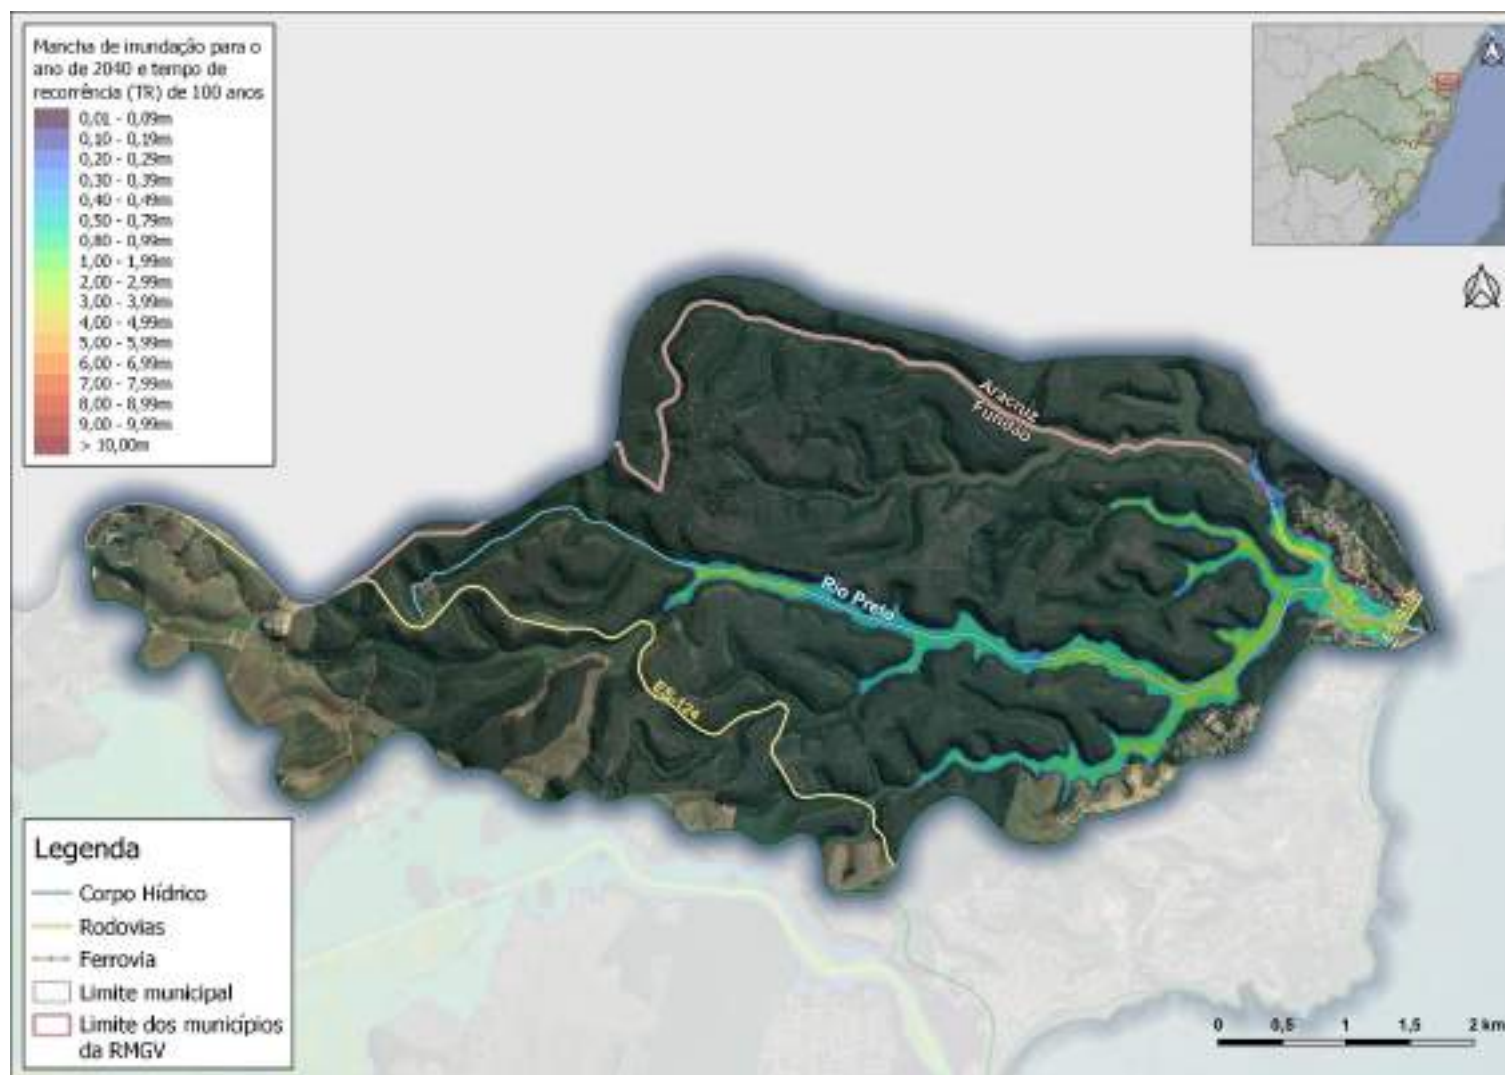 Mancha de inundação para o
ano de 2040 e tempo de
recorrência (TR) de 100 anos
0,01 - 0,09m
0,10 - 0,19m
0,20 - 0,29m
0,30 - 0,39m
0,40 - 0,49m
0,50 - 0,79m
0,80 - 0,99m
1,00 - 1,99m
2,00 - 2,99m
3,00 - 3,99m
4,00 - 4,99m
5,00 - 5,99m
6,00 - 6,99m
7,00 - 7,99m
8,00 - 8,99m
9,00 - 9,99m
> 10,00m
Aracruz
Fundão
Rio Preto
ES-124
Legenda
Corpo Hídrico
Rodovias
Ferrovia
Limite municipal
Limite dos municípios
da RMGV
0 0,5 1 1,5 2 km